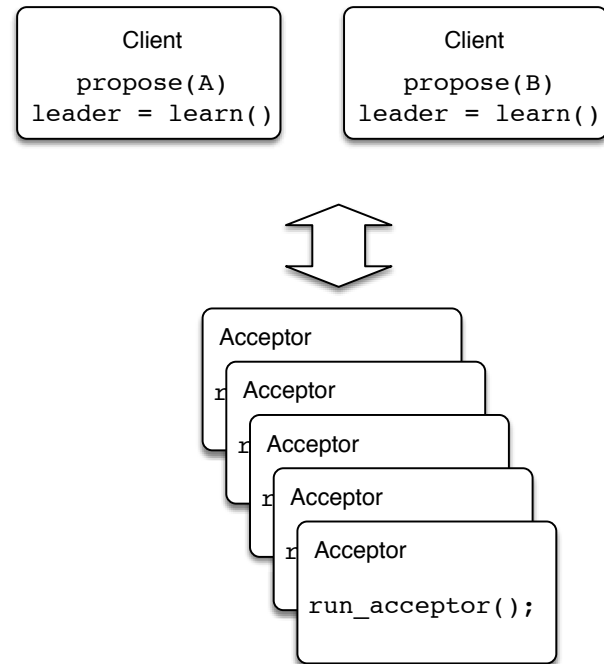 Client
propose(A)
leader = learn()
Client
propose(B)
leader = learn()
Acceptor
r
Acceptor
r
Acceptor
r
Acceptor
r
Acceptor
run_acceptor();